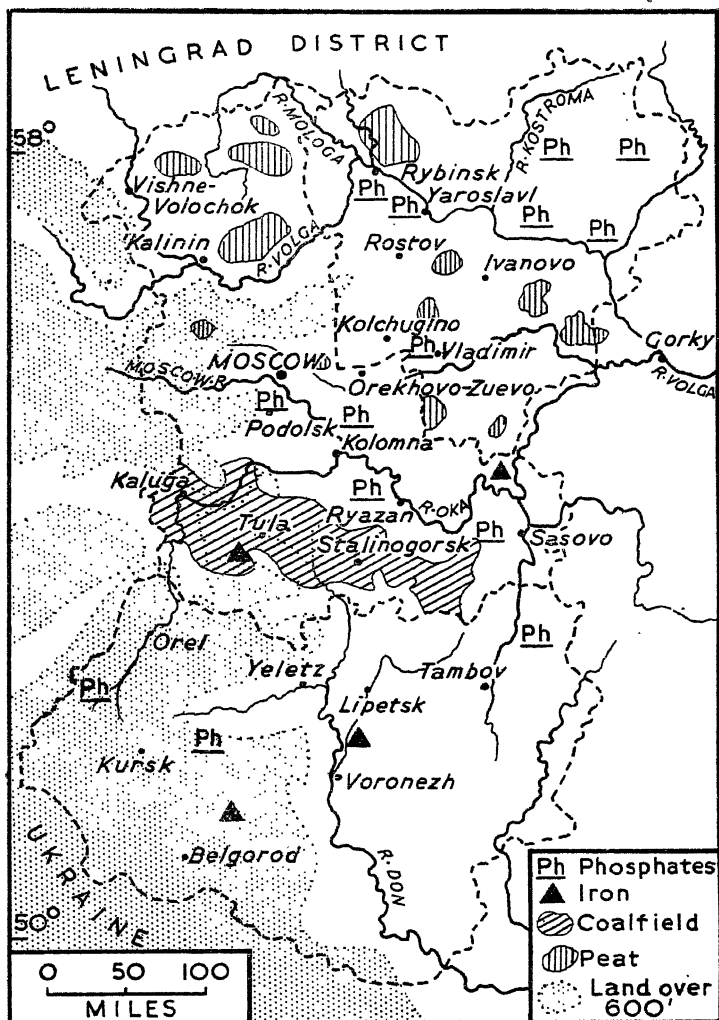 LENINGRAD DISTRICT
58°
R. MOLOGA
R. KOSTROMA
Ph
Ph
Rybinsk
Vishne-
Volochok
Ph
Ph
Yaroslavl
Ph
Ph
Kalinin
R. VOLGA
Rostov
Ivanovo
Kolchugino
Ph
Vladimir
Gorky
MOSCOW R.
MOSCOW
Orekhovo-Zuevo
R. VOLGA
Ph
Podolsk
Ph
Kolomna
Kaluga
Ph
Ryazan
R. OKA
Tula
Stalinogorsk
Ph
Sasovo
Orel
Ph
Ph
Yeletz
Tambov
Lipetsk
Ph
Kursk
Voronezh
Belgorod
UKRAINE
R. DON
50°
0 50 100
MILES
Ph Phosphates
Iron
Coalfield
Peat
Land over
600'